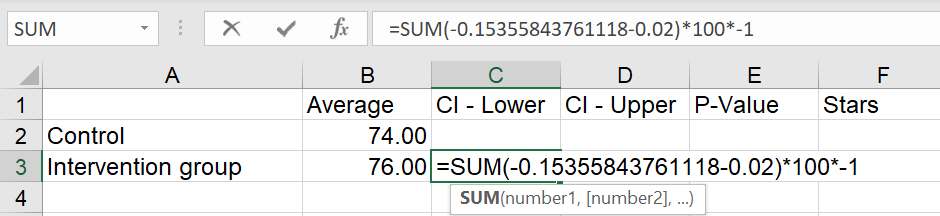 SUM fx =SUM(-0.15355843761118-0.02)*100*-1
A B C D E F
1 Average CI - Lower CI - Upper P-Value Stars
2 Control 74.00
3 Intervention group 76.00 =SUM(-0.15355843761118-0.02)*100*-1
4 SUM(number1, [number2], ...)